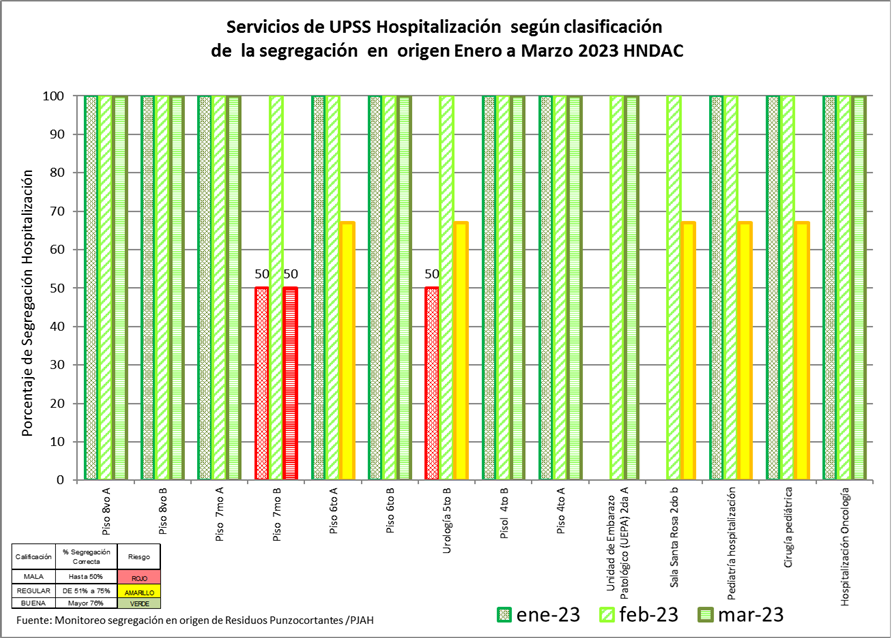 Servicios de UPSS Hospitalización según clasificación
de la segregación en origen Enero a Marzo 2023 HNDAC
Porcentaje de Segregación Hospitalización
100
90
80
70
60
50
40
30
20
10
0
50
50
50
Piso 8vo A
Piso 8vo B
Piso 7mo A
Piso 7mo B
Piso 6to A
Piso 6to B
Urología 5to B
Pisol 4to B
Piso 4to A
Unidad de Embarazo
Patológico (UEPA) 2da A
Sala Santa Rosa 2do b
Pediatría hospitalización
Cirugía pediátrica
Hospitalización Oncología
Calificación % Segregación Correcta Riesgo
MALA Hasta 50% ROJO
REGULAR DE 51% a 75% AMARILLO
BUENA Mayor 76% VERDE
ene-23 feb-23 mar-23
Fuente: Monitoreo segregación en origen de Residuos Punzocortantes /PJAH